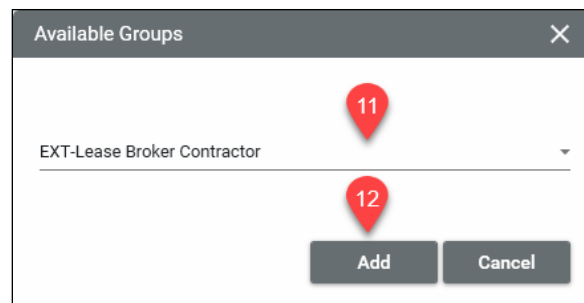 Available Groups
11
EXT-Lease Broker Contractor
12
Add Cancel